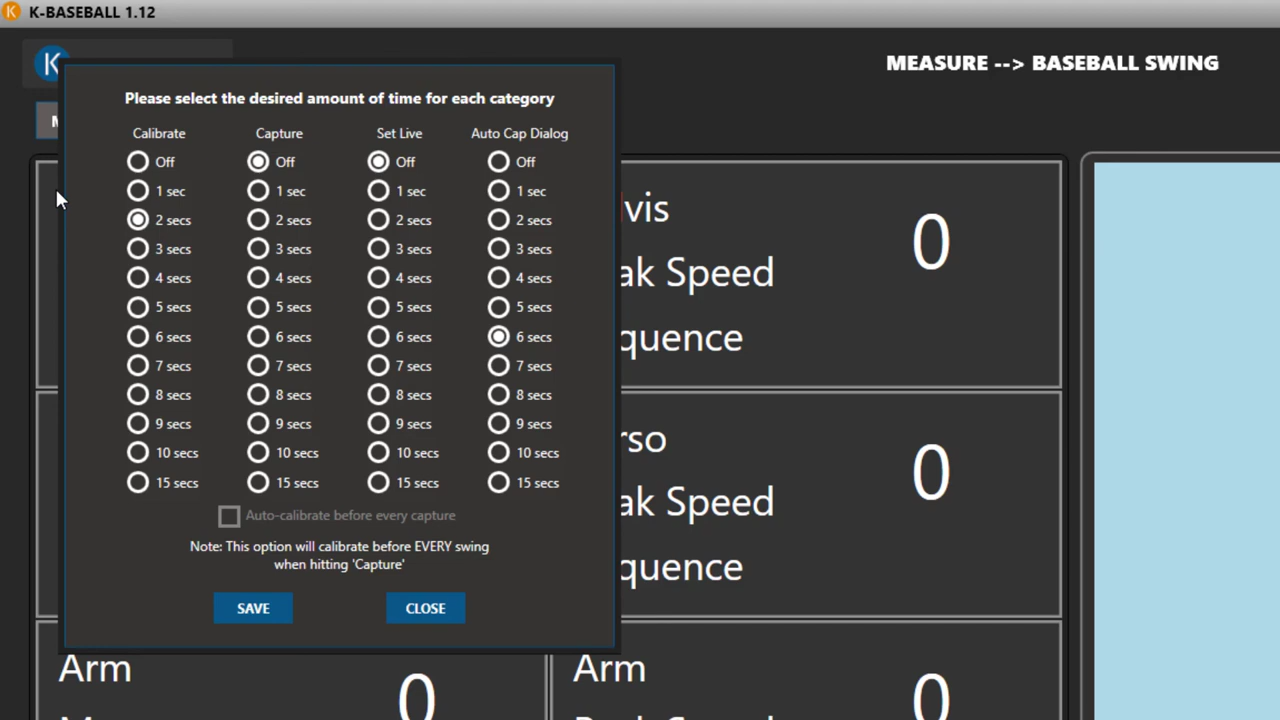 K-BASEBALL 1.12
K
MEASURE --> BASEBALL SWING
Please select the desired amount of time for each category
Calibrate Capture Set Live Auto Cap Dialog
Off Off Off Off
1 sec 1 sec 1 sec 1 sec
2 secs 2 secs 2 secs 2 secs
3 secs 3 secs 3 secs 3 secs
4 secs 4 secs 4 secs 4 secs
5 secs 5 secs 5 secs 5 secs
6 secs 6 secs 6 secs 6 secs
7 secs 7 secs 7 secs 7 secs
8 secs 8 secs 8 secs 8 secs
9 secs 9 secs 9 secs 9 secs
10 secs 10 secs 10 secs 10 secs
15 secs 15 secs 15 secs 15 secs
Auto-calibrate before every capture
Note: This option will calibrate before EVERY swing
when hitting 'Capture'
SAVE CLOSE
lvis
ak Speed
quence
0
rso
ak Speed
quence
0
Arm
0
Arm
0